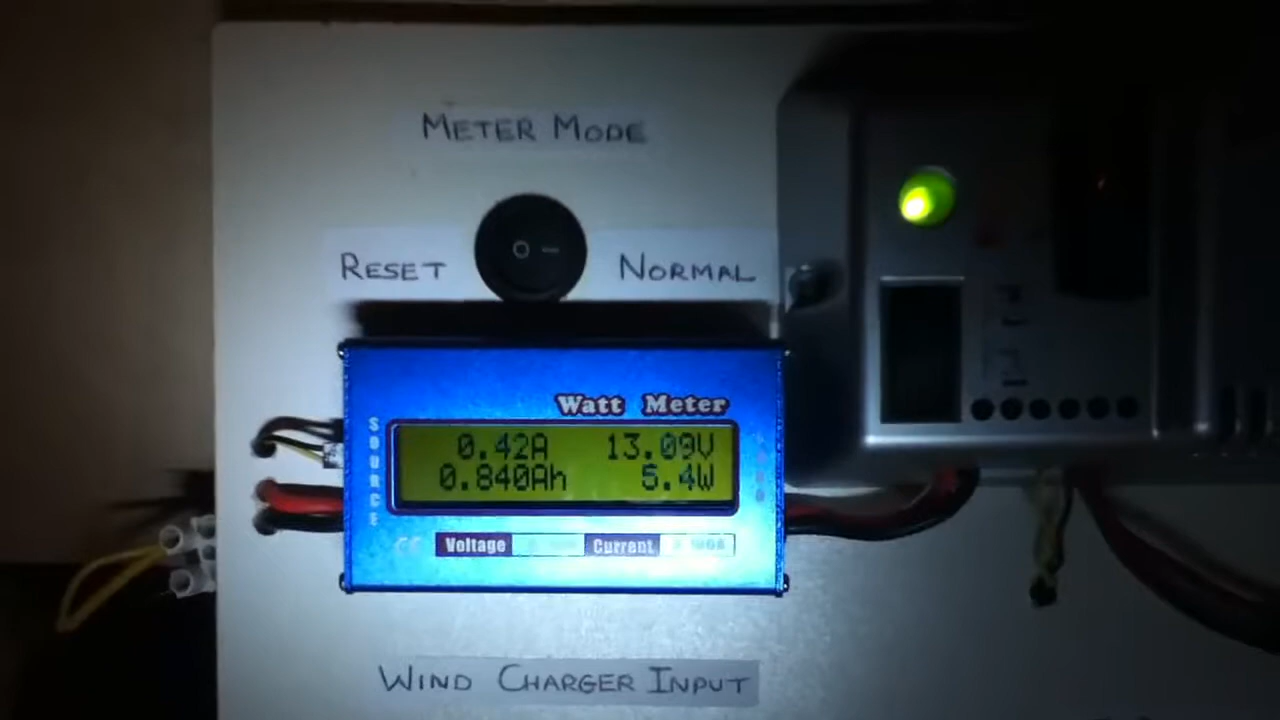 METER MODE
RESET
NORMAL
Watt Meter
SOURCE
0.42A 13.09V
0.840Ah 5.4W
Voltage
Current
WIND CHARGER INPUT